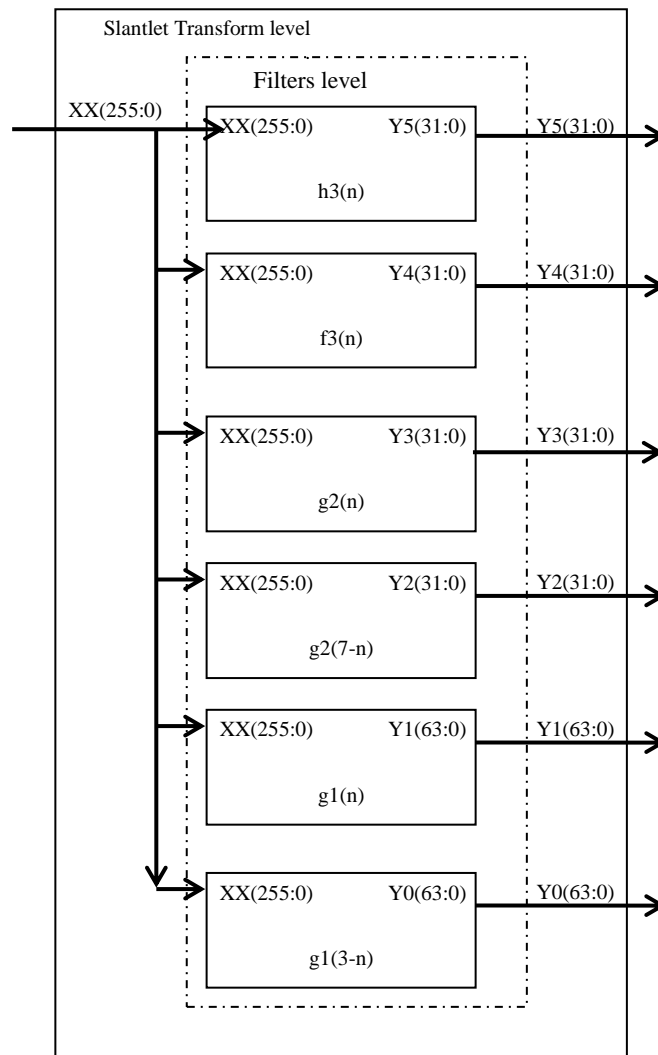 Slantlet Transform level
Filters level
XX(255:0)
XX(255:0) Y5(31:0) Y5(31:0)
h3(n)
XX(255:0) Y4(31:0) Y4(31:0)
f3(n)
XX(255:0) Y3(31:0) Y3(31:0)
g2(n)
XX(255:0) Y2(31:0) Y2(31:0)
g2(7-n)
XX(255:0) Y1(63:0) Y1(63:0)
g1(n)
XX(255:0) Y0(63:0) Y0(63:0)
g1(3-n)